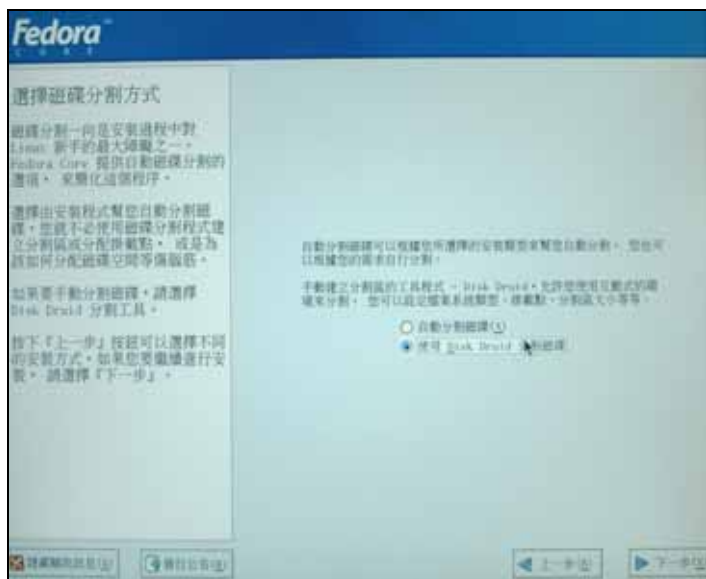 Fedora
CORE
選擇磁碟分割方式
磁碟分割一向是安裝過程中對
Linux 新手的最大障礙之一。
Fedora Core 提供自動磁碟分割的
選項，來簡化這個程序。
選擇由安裝程式幫您自動分割磁
碟，您就不必使用磁碟分割程式建
立分割區或分配掛載點，或是為
該如何分配磁碟空間等傷腦筋。
如果要手動分割磁碟，請選擇
Disk Druid 分割工具。
按下『上一步』按鈕可以選擇不同
的安裝方式。如果您要繼續進行安
裝，請選擇『下一步』。
自動分割磁碟可以根據您所選擇的安裝類型來幫您自動分割。您也可
以根據您的需求自行分割。
手動建立分割區的工具程式 - Disk Druid，允許您使用互動式的環
境來分割。您可以設定檔案系統類型、掛載點、分割區大小等等。
自動分割磁碟(A)
使用 Disk Druid 分割磁碟
隱藏輔助訊息(H)
發行公告(R)
上一步(B)
下一步(N)